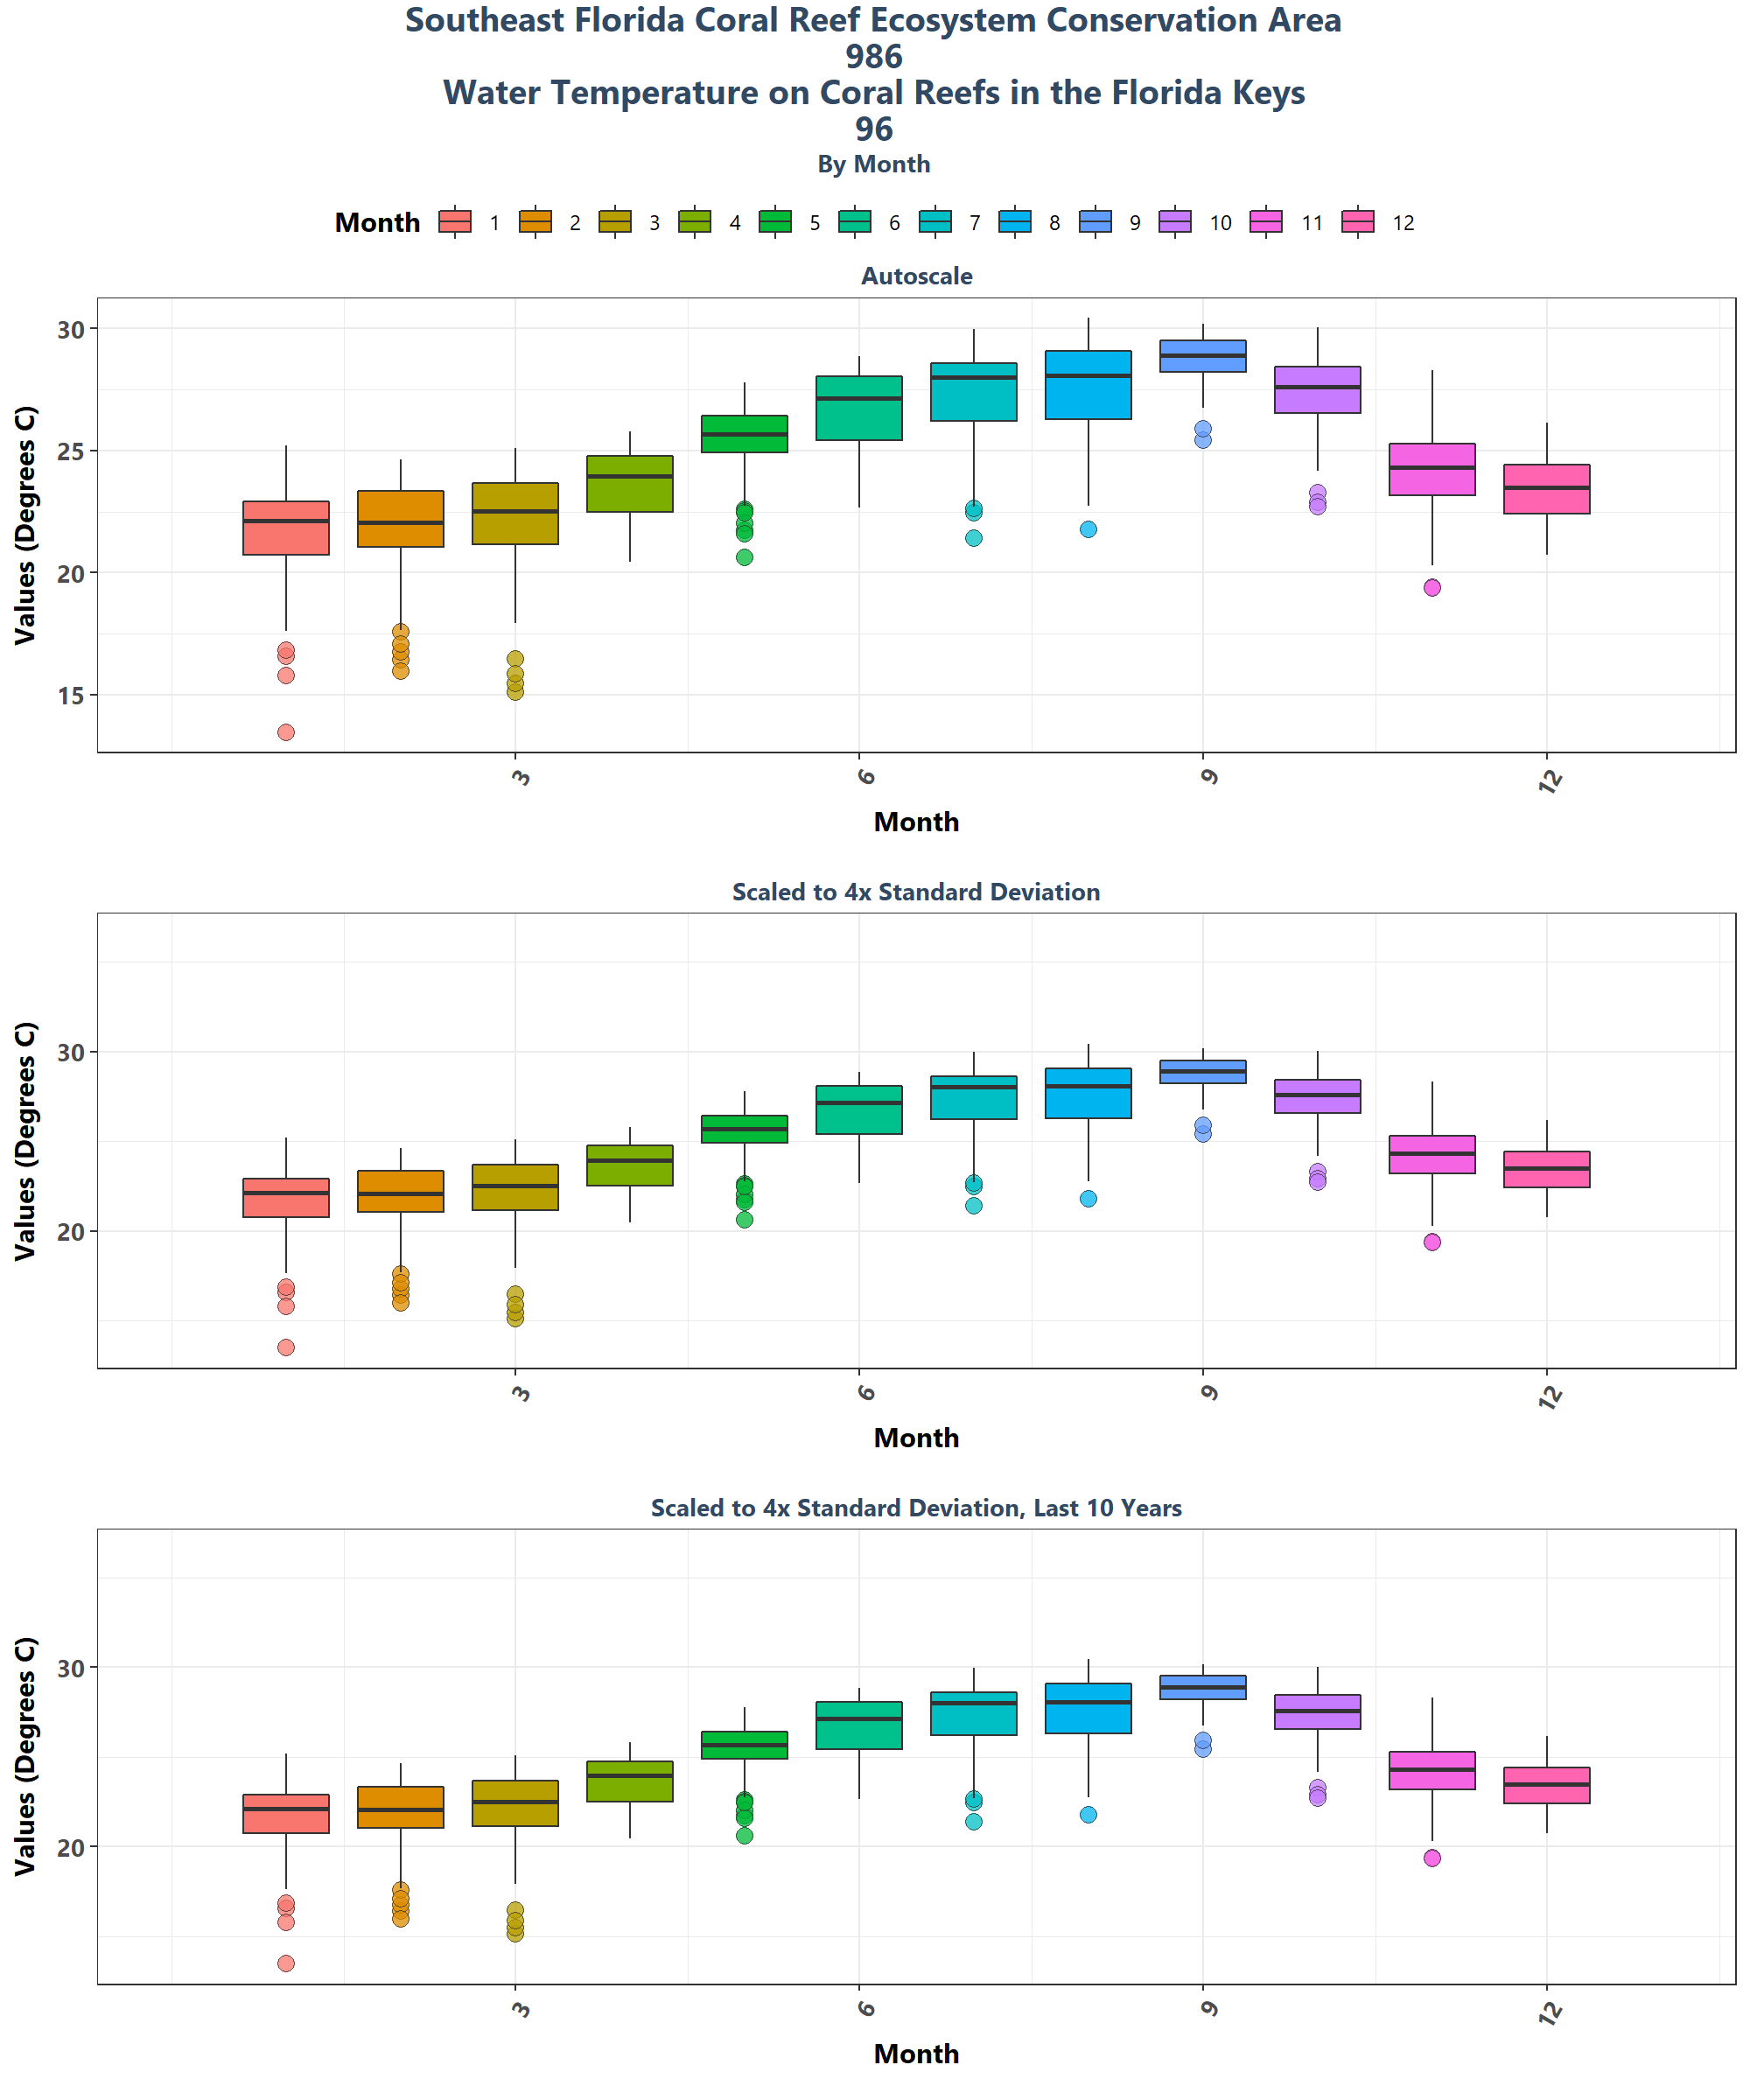 Southeast Florida Coral Reef Ecosystem Conservation Area
986
Water Temperature on Coral Reefs in the Florida Keys
96
By Month
Month 1 2 3 4 5 6 7 8 9 10 11 12
Autoscale
Values (Degrees C)
30
25
20
15
3 6 9 12
Month
Scaled to 4x Standard Deviation
Values (Degrees C)
30
20
3 6 9 12
Month
Scaled to 4x Standard Deviation, Last 10 Years
Values (Degrees C)
30
20
3 6 9 12
Month